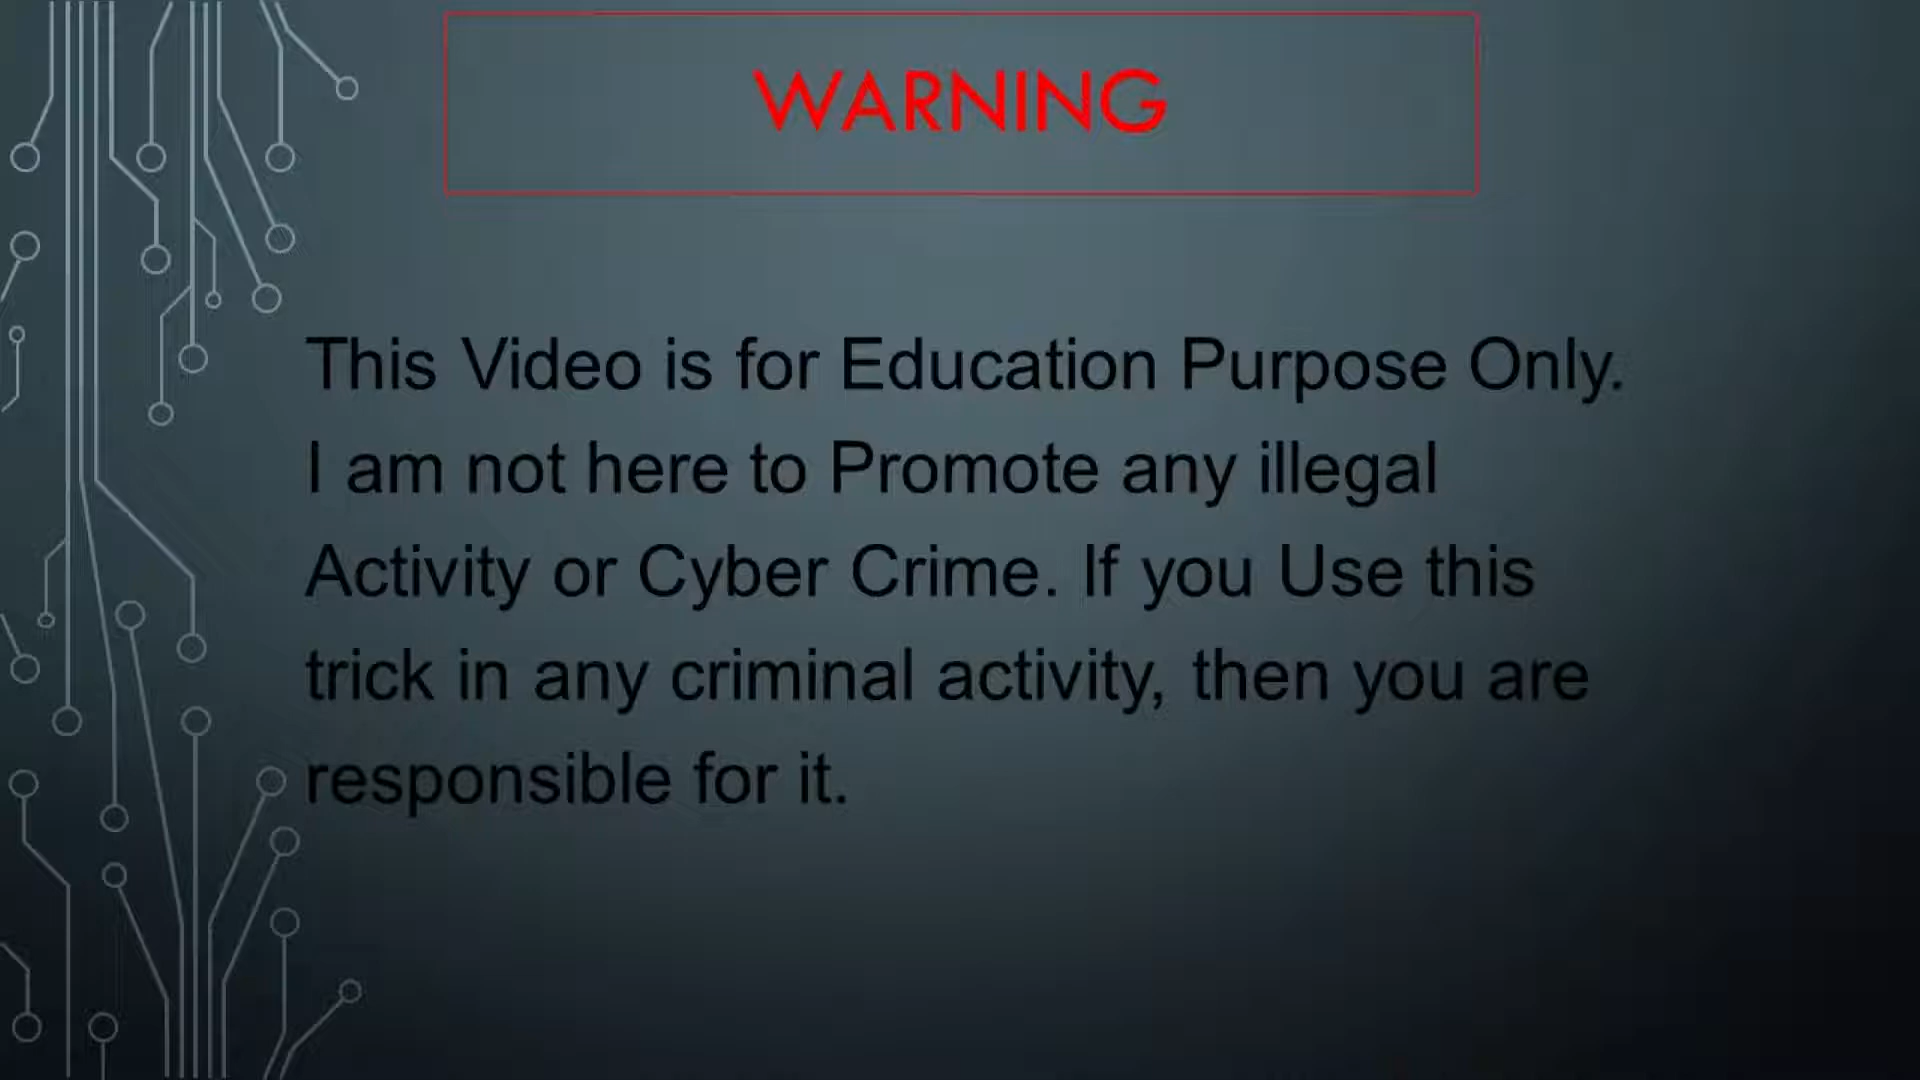 WARNING
This Video is for Education Purpose Only.
I am not here to Promote any illegal
Activity or Cyber Crime. If you Use this
trick in any criminal activity, then you are
responsible for it.